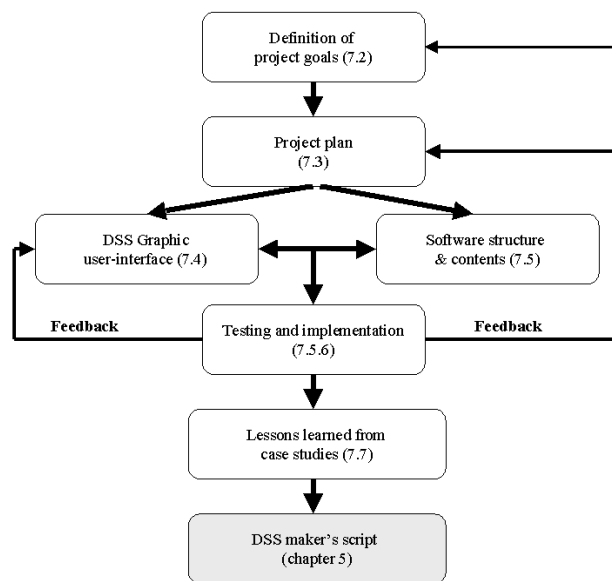 Definition of
project goals (7.2)
Project plan
(7.3)
DSS Graphic
user-interface (7.4)
Software structure
& contents (7.5)
Feedback
Testing and implementation
(7.5.6)
Feedback
Lessons learned from
case studies (7.7)
DSS maker's script
(chapter 5)